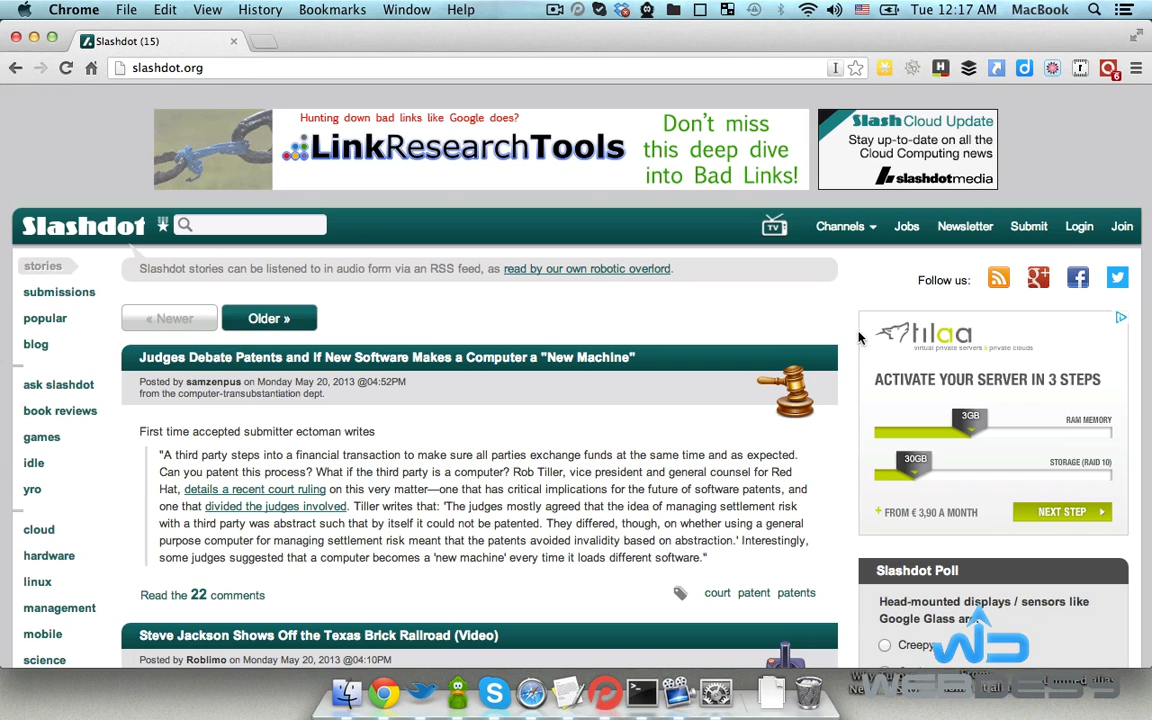 Chrome File Edit View History Bookmarks Window Help Tue 12:17 AM MacBook
Slashdot (15)
slashdot.org
Hunting down bad links like Google does?
LinkResearchTools
Don't miss
this deep dive
into Bad Links!
SlashCloud Update
Stay up-to-date on all the
Cloud Computing news
slashdotmedia
Slashdot
TV Channels Jobs Newsletter Submit Login Join
stories
submissions
popular
blog
ask slashdot
book reviews
games
idle
yro
cloud
hardware
linux
management
mobile
science
Slashdot stories can be listened to in audio form via an RSS feed, as read by our own robotic overlord.
« Newer Older »
Judges Debate Patents and If New Software Makes a Computer a "New Machine"
Posted by samzenpus on Monday May 20, 2013 @04:52PM
from the computer-transubstantiation dept.
First time accepted submitter ectoman writes
"A third party steps into a financial transaction to make sure all parties exchange funds at the same time and as expected.
Can you patent this process? What if the third party is a computer? Rob Tiller, vice president and general counsel for Red
Hat, details a recent court ruling on this very matter—one that has critical implications for the future of software patents, and
one that divided the judges involved. Tiller writes that: 'The judges mostly agreed that the idea of managing settlement risk
with a third party was abstract such that by itself it could not be patented. They differed, though, on whether using a general
purpose computer for managing settlement risk meant that the patents avoided invalidity based on abstraction.' Interestingly,
some judges suggested that a computer becomes a 'new machine' every time it loads different software."
Read the 22 comments
court patent patents
Steve Jackson Shows Off the Texas Brick Railroad (Video)
Posted by Roblimo on Monday May 20, 2013 @04:10PM
Follow us:
tilaa
virtual private servers & private clouds
ACTIVATE YOUR SERVER IN 3 STEPS
3GB
RAM MEMORY
30GB
STORAGE (RAID 10)
+ FROM € 3,90 A MONTH
NEXT STEP
Slashdot Poll
Head-mounted displays / sensors like
Google Glass are
Creepy